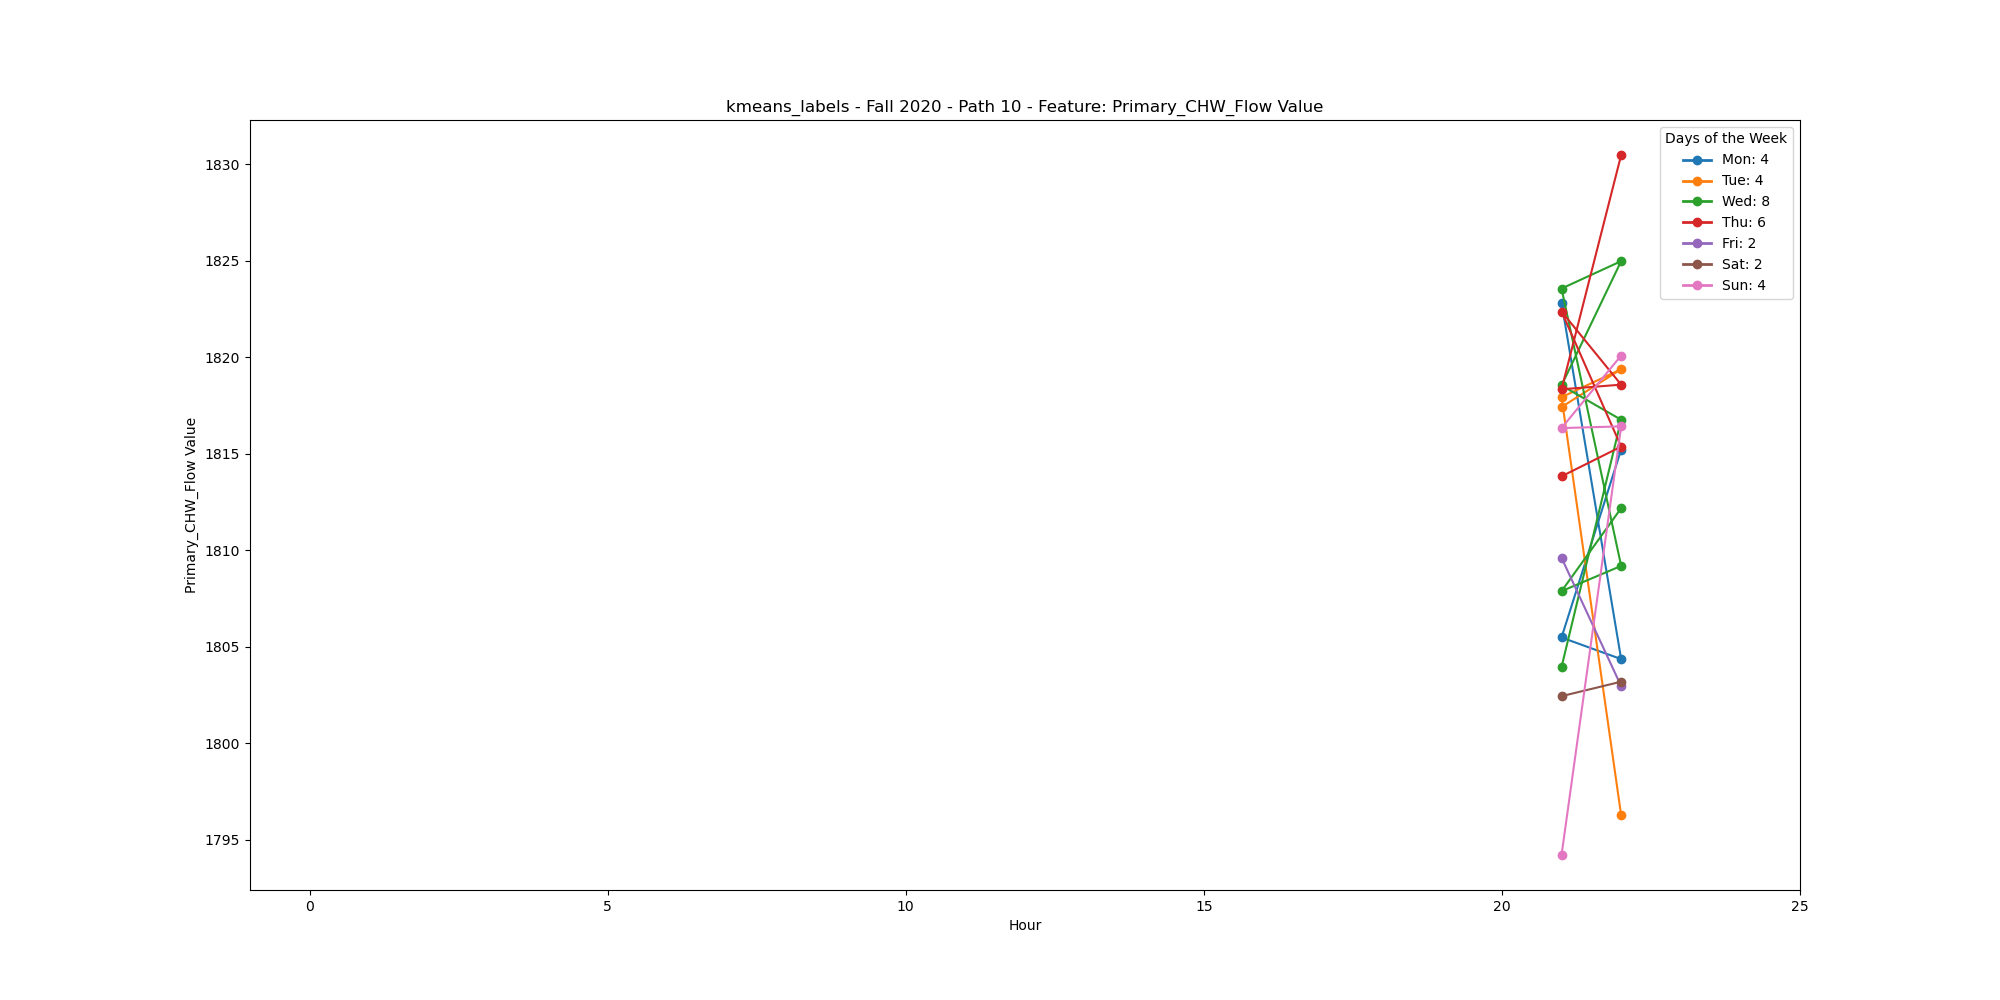 kmeans_labels - Fall 2020 - Path 10 - Feature: Primary_CHW_Flow Value
Days of the Week
Mon: 4
Tue: 4
Wed: 8
Thu: 6
Fri: 2
Sat: 2
Sun: 4
Primary_CHW_Flow Value
1830
1825
1820
1815
1810
1805
1800
1795
0 5 10 15 20 25
Hour